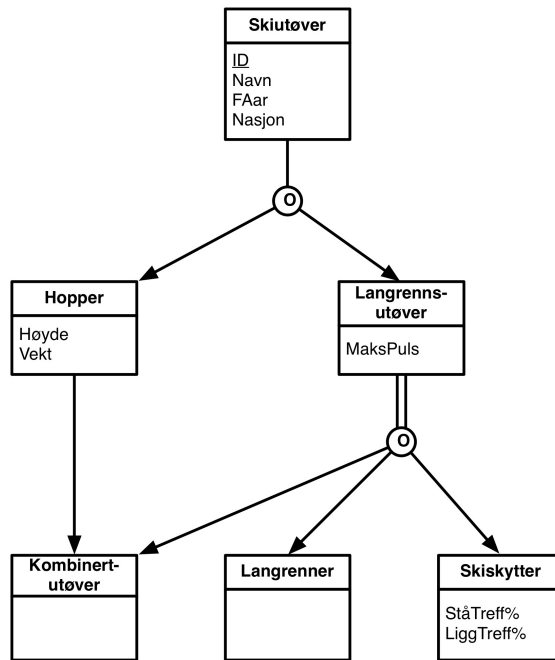 Skiutøver
ID
Navn
FAar
Nasjon
O
Hopper
Høyde
Vekt
Langrenns-
utøver
MaksPuls
O
Kombinert-
utøver
Langrenner
Skiskytter
StåTreff%
LiggTreff%